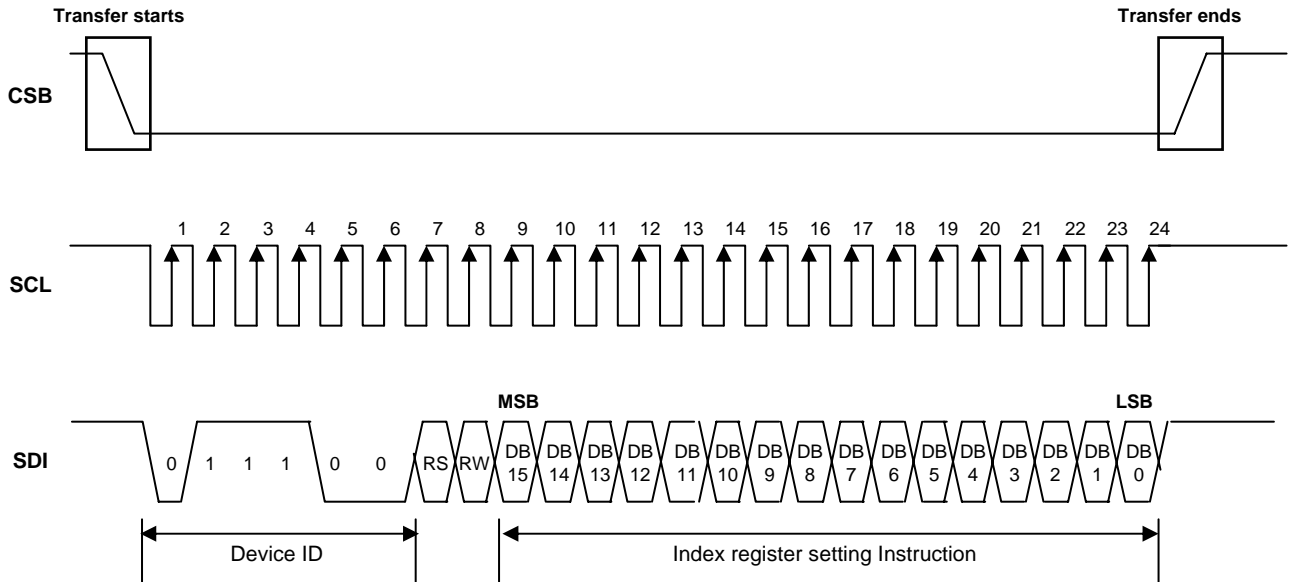 Transfer starts
Transfer ends
CSB
1 2 3 4 5 6 7 8 9 10 11 12 13 14 15 16 17 18 19 20 21 22 23 24
SCL
MSB
LSB
SDI
0 1 1 1 0 0 RS RW DB DB DB DB DB DB DB DB DB DB DB DB DB DB DB DB
15 14 13 12 11 10 9 8 7 6 5 4 3 2 1 0
Device ID
Index register setting Instruction